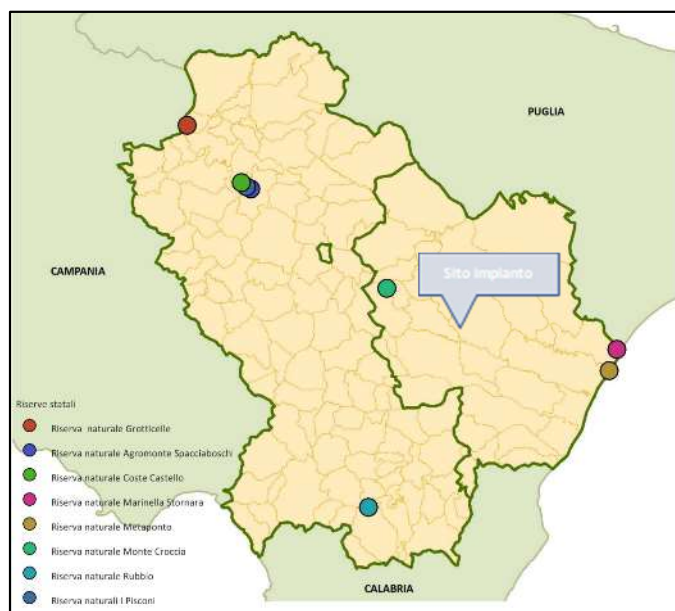 PUGLIA
CAMPANIA
Sito Impianto
Riserve statali
Riserva naturale Grotticelle
Riserva naturale Agromonte Spacciaboschi
Riserva naturale Coste Castello
Riserva naturale Marinella Stornara
Riserva naturale Metaponto
Riserva naturale Monte Croccia
Riserva naturale Rubbio
Riserva naturali I Pisconi
CALABRIA